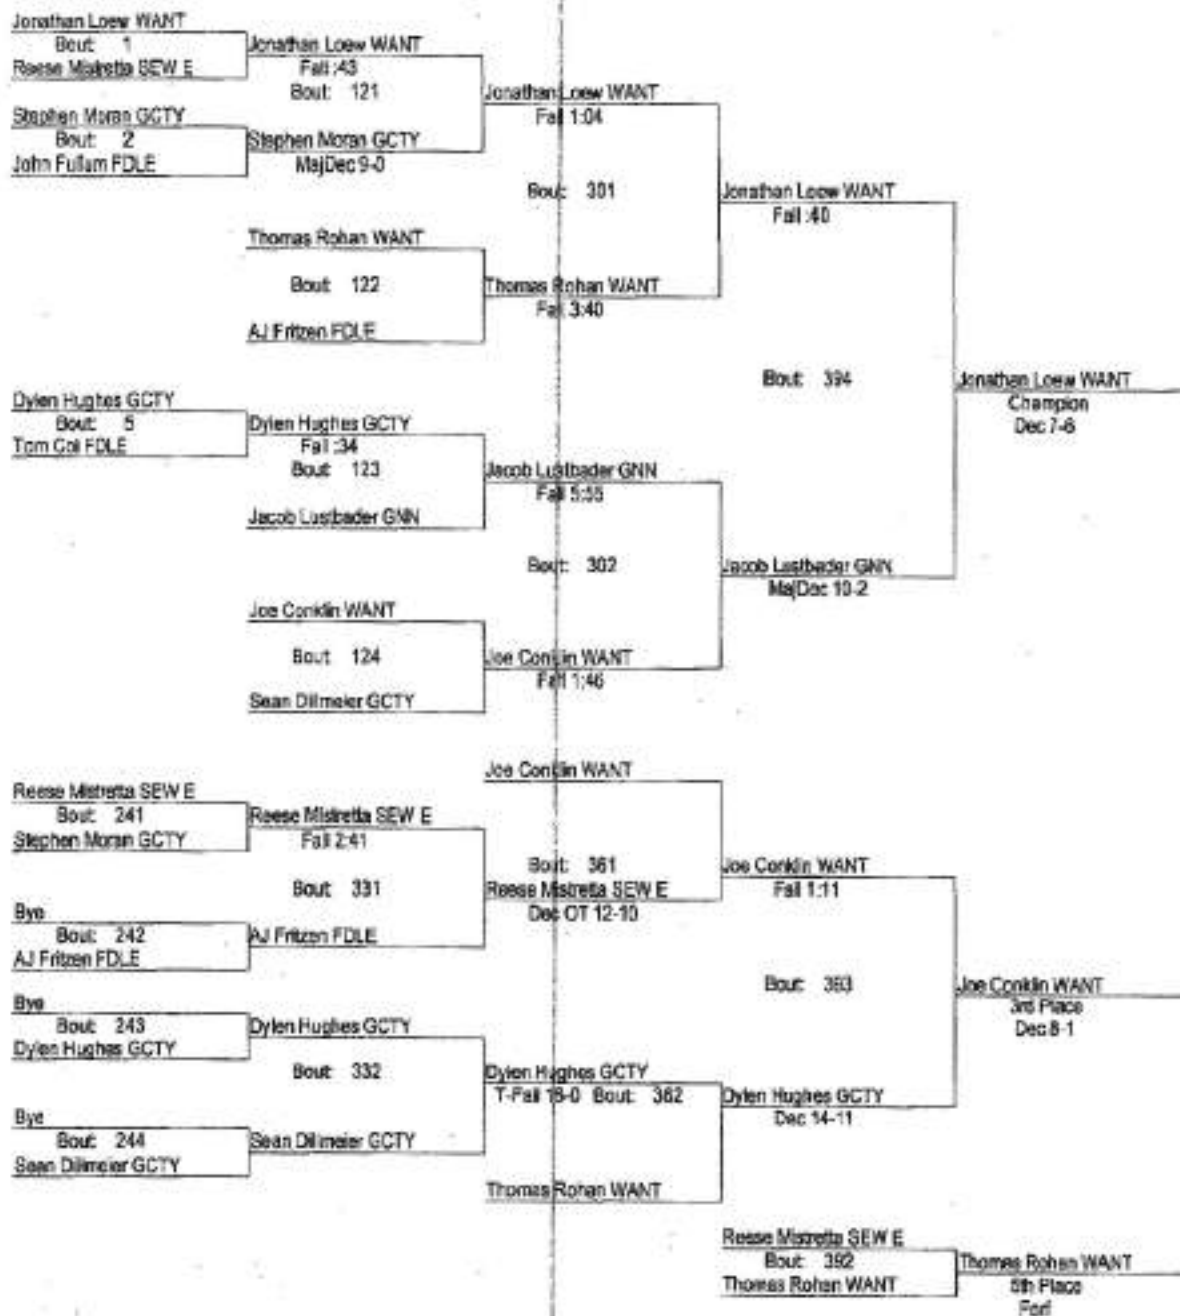 Jonathan Loew WANT
Bout: 1
Reese Mistretta SEW E
Jonathan Loew WANT
Fall :43
Bout: 121
Stephen Moran GCTY
Bout: 2
John Fullam FDLE
Stephen Moran GCTY
MajDec 9-0
Jonathan Loew WANT
Fall 1:04
Bout: 301
Thomas Rohan WANT
Bout: 122
AJ Fritzen FDLE
Thomas Rohan WANT
Fall 3:40
Jonathan Loew WANT
Fall :40
Bout: 394
Jonathan Loew WANT
Champion
Dec 7-6
Dylen Hughes GCTY
Bout: 5
Tom Col FDLE
Dylen Hughes GCTY
Fall :34
Bout: 123
Jacob Lustbader GNN
Jacob Lustbader GNN
Fall 5:55
Bout: 302
Joe Conklin WANT
Bout: 124
Sean Dillmeier GCTY
Joe Conklin WANT
Fall 1:46
Jacob Lustbader GNN
MajDec 10-2
Joe Conklin WANT
Reese Mistretta SEW E
Bout: 241
Stephen Moran GCTY
Reese Mistretta SEW E
Fall 2:41
Bout: 331
Bye
Bout: 242
AJ Fritzen FDLE
AJ Fritzen FDLE
Bout: 361
Reese Mistretta SEW E
Dec OT 12-10
Joe Conklin WANT
Fall 1:11
Bout: 393
Joe Conklin WANT
3rd Place
Dec 8-1
Bye
Bout: 243
Dylen Hughes GCTY
Dylen Hughes GCTY
Bout: 332
Bye
Bout: 244
Sean Dillmeier GCTY
Sean Dillmeier GCTY
Dylen Hughes GCTY
T-Fall 16-0 Bout: 362
Thomas Rohan WANT
Dylen Hughes GCTY
Dec 14-11
Reese Mistretta SEW E
Bout: 392
Thomas Rohan WANT
Thomas Rohan WANT
5th Place
Forf